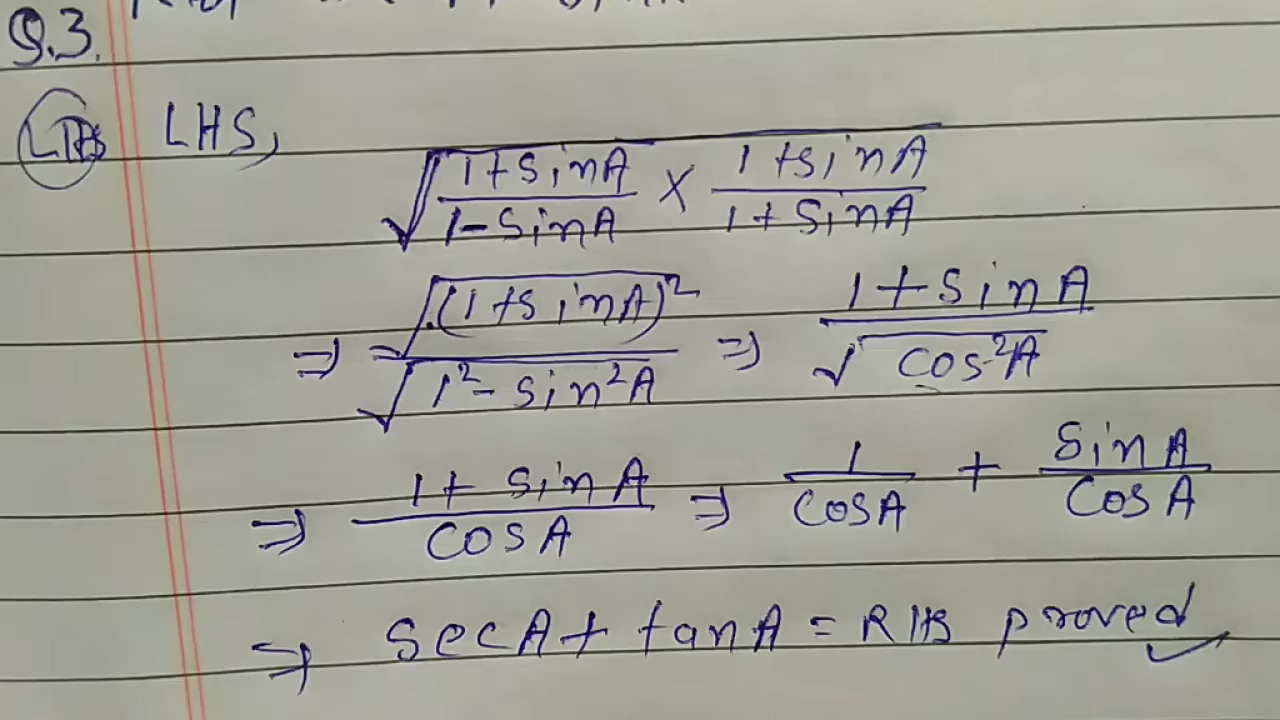 Q.3.
LHS LHS,
√((1+sinA)/(1-sinA) × (1+sinA)/(1+sinA))
⇒ √(1+sinA)² / √(1²-sin²A) ⇒ (1+sinA) / √(cos²A)
⇒ (1+sinA)/cosA ⇒ 1/cosA + sinA/cosA
⇒ secA + tanA = RHS proved